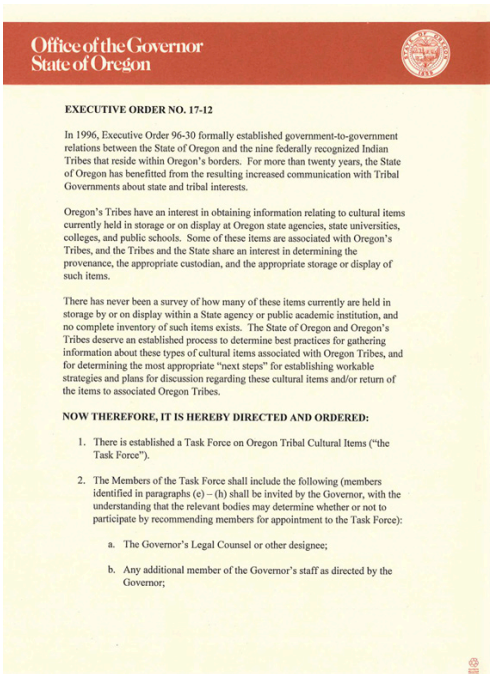 Office of the Governor
State of Oregon
STATE OF OREGON
1859
EXECUTIVE ORDER NO. 17-12
In 1996, Executive Order 96-30 formally established government-to-government
relations between the State of Oregon and the nine federally recognized Indian
Tribes that reside within Oregon's borders. For more than twenty years, the State
of Oregon has benefitted from the resulting increased communication with Tribal
Governments about state and tribal interests.
Oregon's Tribes have an interest in obtaining information relating to cultural items
currently held in storage or on display at Oregon state agencies, state universities,
colleges, and public schools. Some of these items are associated with Oregon's
Tribes, and the Tribes and the State share an interest in determining the
provenance, the appropriate custodian, and the appropriate storage or display of
such items.
There has never been a survey of how many of these items currently are held in
storage by or on display within a State agency or public academic institution, and
no complete inventory of such items exists. The State of Oregon and Oregon's
Tribes deserve an established process to determine best practices for gathering
information about these types of cultural items associated with Oregon Tribes, and
for determining the most appropriate "next steps" for establishing workable
strategies and plans for discussion regarding these cultural items and/or return of
the items to associated Oregon Tribes.
NOW THEREFORE, IT IS HEREBY DIRECTED AND ORDERED:
1. There is established a Task Force on Oregon Tribal Cultural Items ("the
Task Force").
2. The Members of the Task Force shall include the following (members
identified in paragraphs (e) – (h) shall be invited by the Governor, with the
understanding that the relevant bodies may determine whether or not to
participate by recommending members for appointment to the Task Force):
a. The Governor's Legal Counsel or other designee;
b. Any additional member of the Governor's staff as directed by the
Governor;